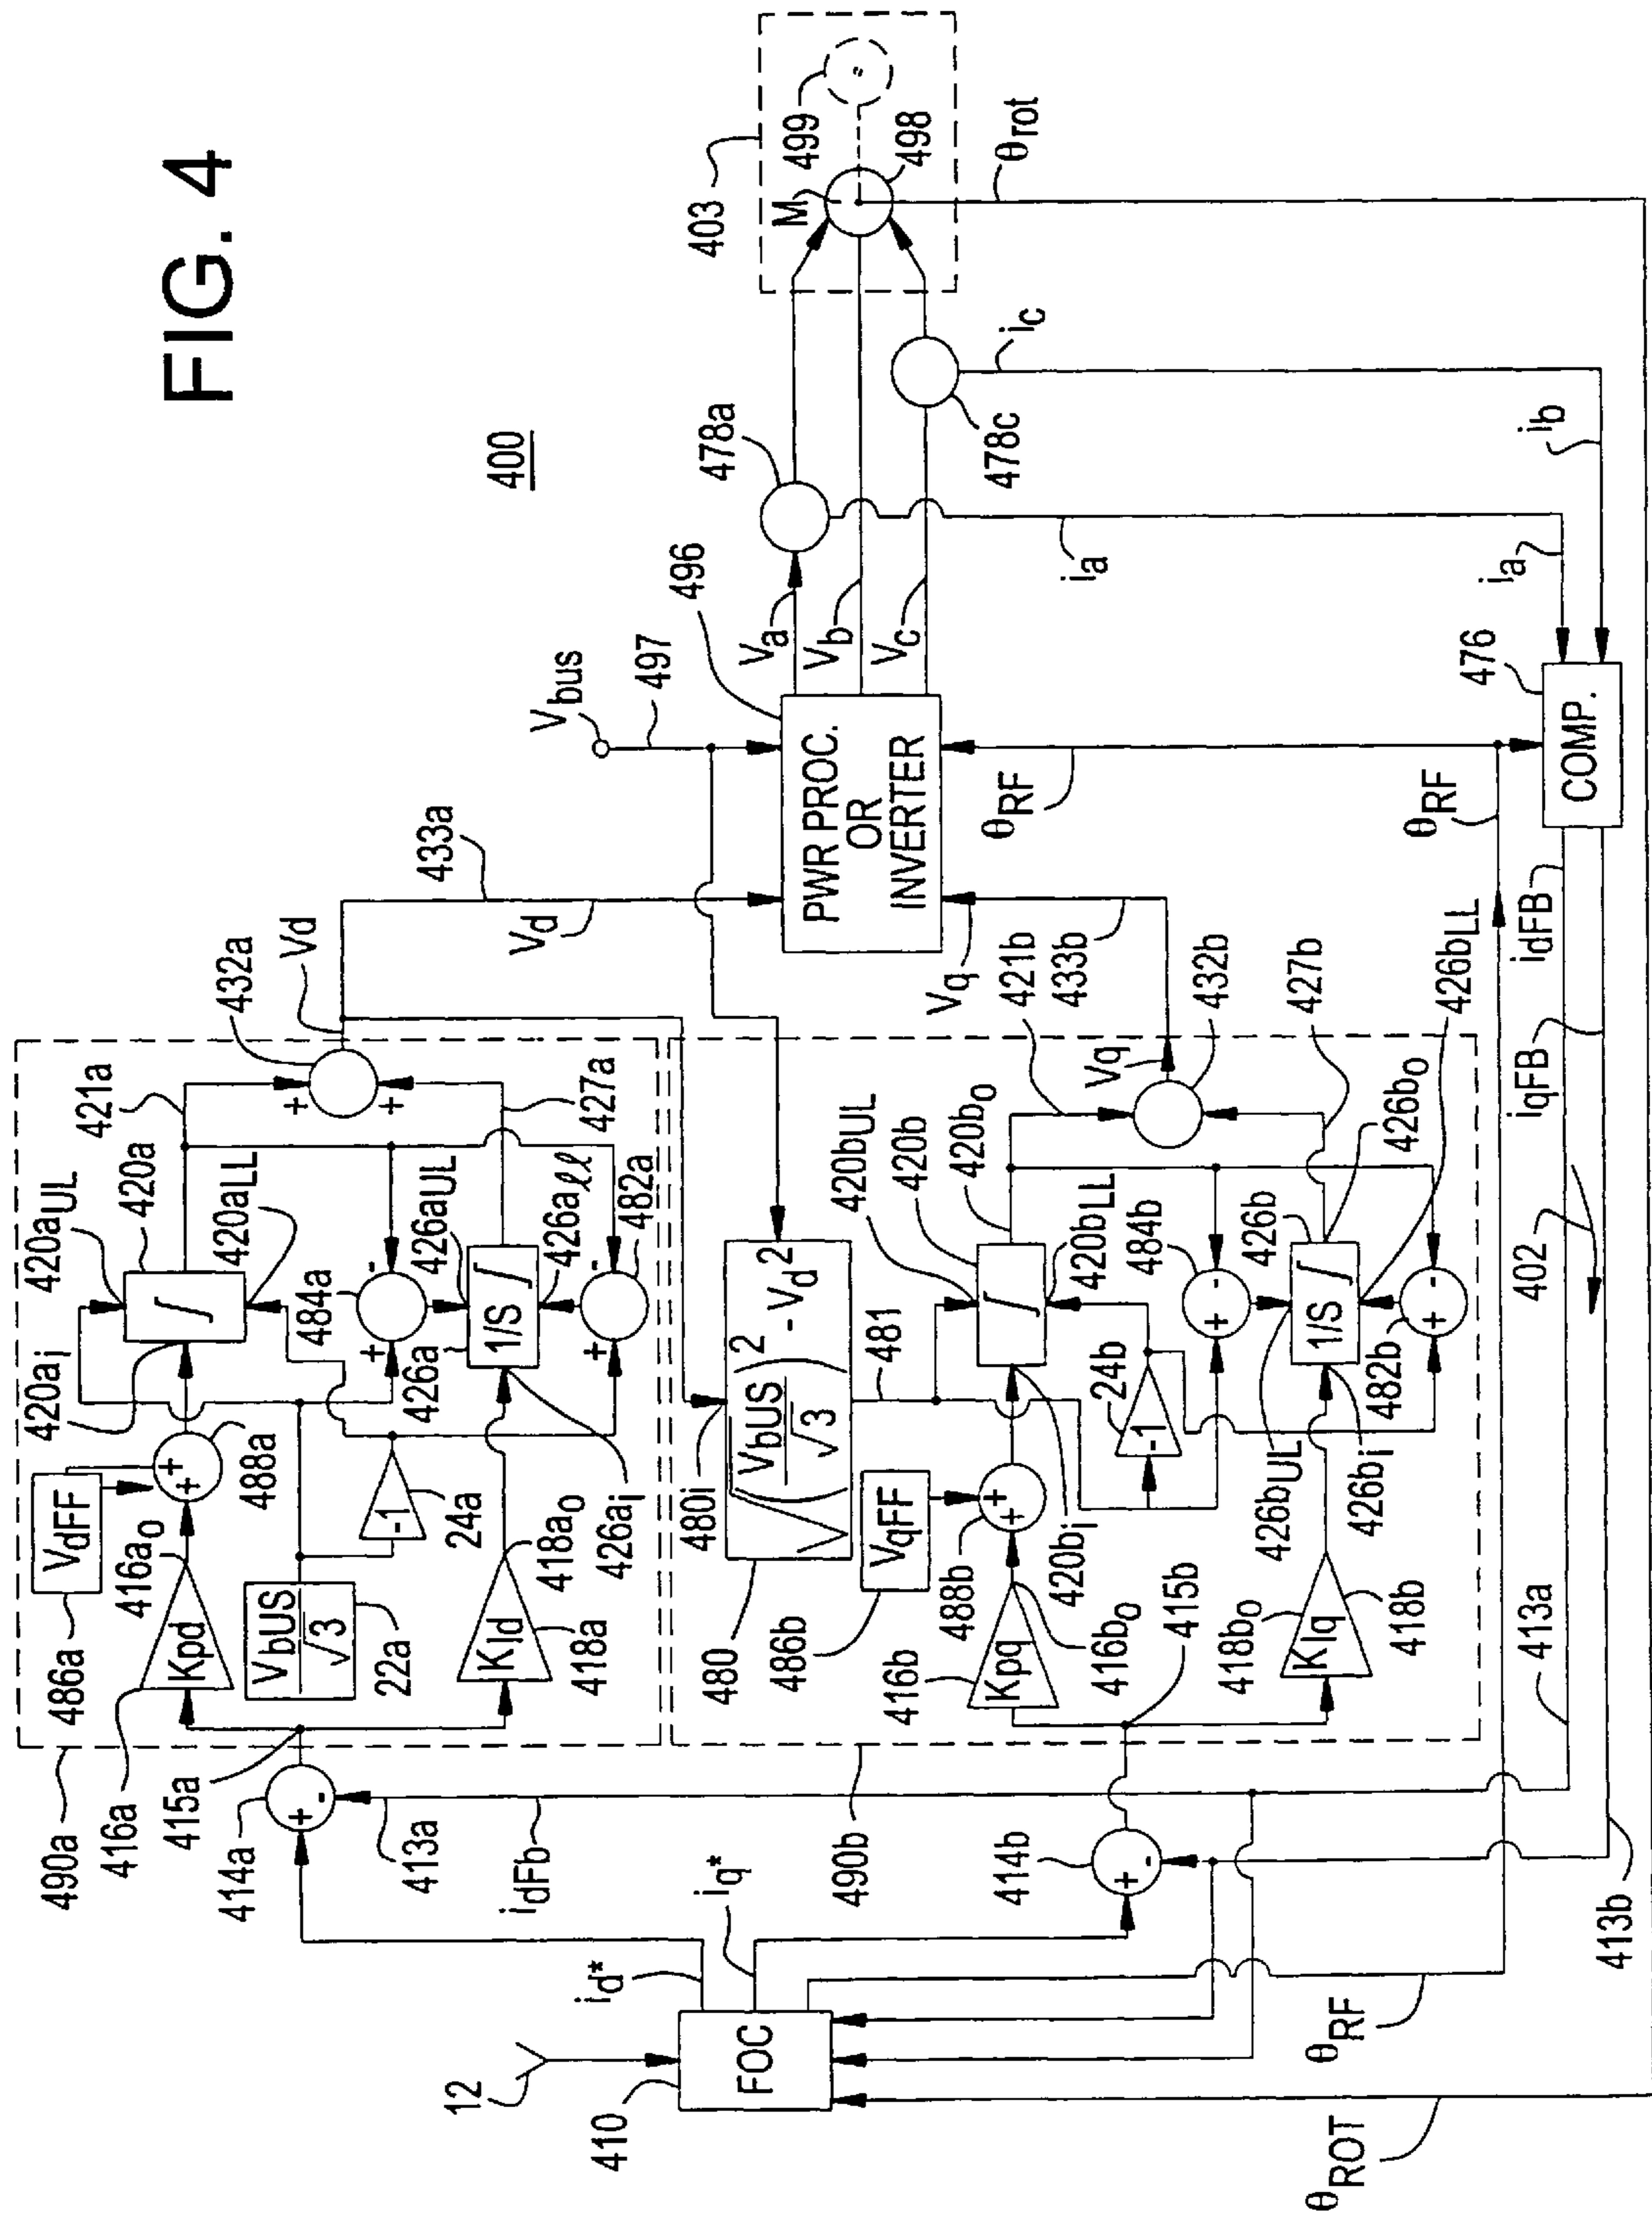 FIG. 4
400
490a
486a
VdFF
416a
Kpd
416aO
488a
420ai
420aUL
420a
420aLL
421a
432a
Vd
433a
Vd
415a
414a
413a
idFb
VbUS
√3
22a
24a
-1
KId
418a
418aO
426ai
426a
1/S ∫
426aUL
484a
426aℓℓ
482a
427a
∫
+
+
+
+
+
-
+
-
+
-
Vbus
497
496
PWR PROC.
OR
INVERTER
Va
Vb
Vc
478a
478c
403
M
499
498
θrot
ic
ia
ia
ib
476
COMP.
θRF
θRF
idFB
iqFB
480
480i
√(VbUS/√3)² - Vd²
481
486b
VqFF
488b
416b
Kpq
416bO
420bi
420bUL
420b
420bO
420bLL
∫
24b
-1
484b
421b
Vq
433b
Vq
432b
427b
426b
426bO
426bLL
1/S ∫
426bUL
426bi
482b
418bO
KIq
418b
415b
490b
414b
+
+
+
-
+
-
+
-
402
413a
413b
12
410
FOC
id*
iq*
θRF
θROT